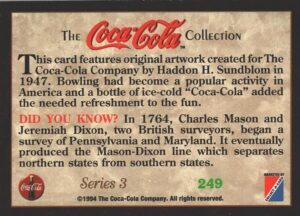 The Coca-Cola™ Collection
This card features original artwork created for The
Coca-Cola Company by Haddon H. Sundblom in
1947. Bowling had become a popular activity in
America and a bottle of ice-cold "Coca-Cola" added
the needed refreshment to the fun.
DID YOU KNOW? In 1764, Charles Mason and
Jeremiah Dixon, two British surveyors, began a
survey of Pennsylvania and Maryland. It eventually
produced the Mason-Dixon line which separates
northern states from southern states.
Coca-Cola
Series 3
249
MARKETED BY
©1994 The Coca-Cola Company. All rights reserved.